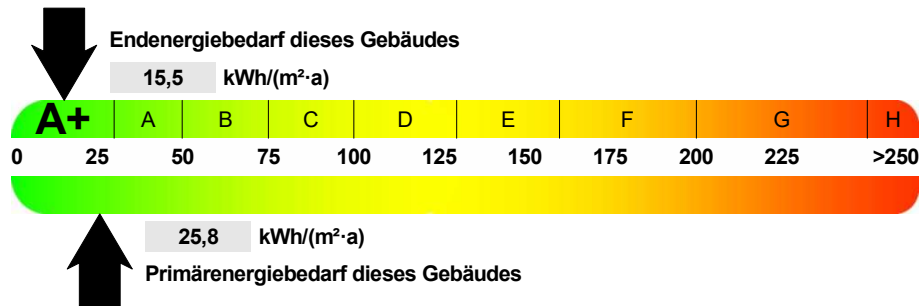 Endenergiebedarf dieses Gebäudes
15,5 kWh/(m²·a)
A+ A B C D E F G H
0 25 50 75 100 125 150 175 200 225 >250
25,8 kWh/(m²·a)
Primärenergiebedarf dieses Gebäudes